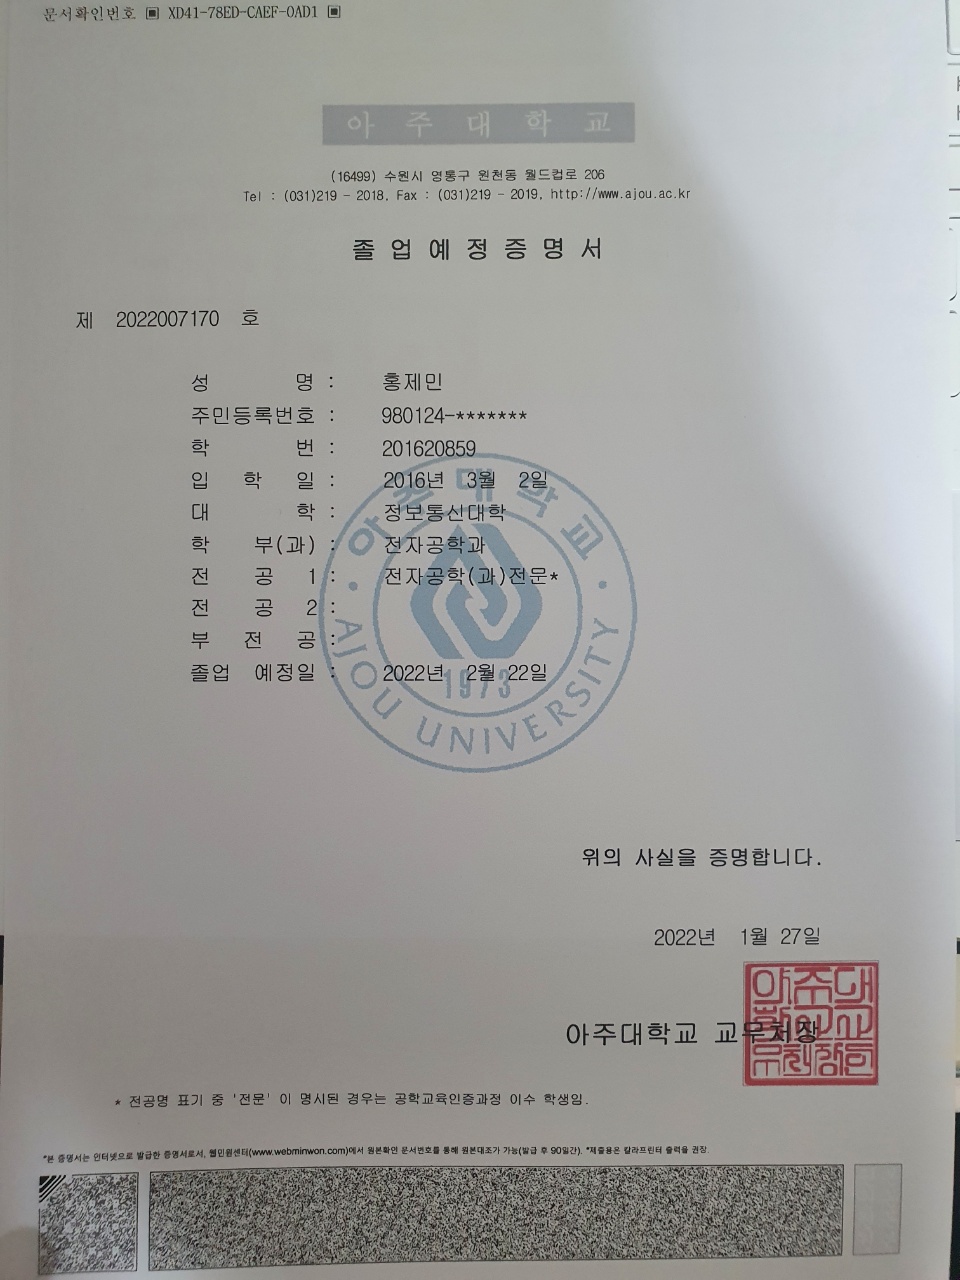 문서확인번호 ▣ XD41-78ED-CAEF-0AD1 ▣
아주대학교
(16499) 수원시 영통구 원천동 월드컵로 206
Tel : (031)219 - 2018, Fax : (031)219 - 2019, http://www.ajou.ac.kr
졸업예정증명서
제 2022007170 호
성 명 : 홍제민
주민등록번호 : 980124-*******
학 번 : 201620859
입 학 일 : 2016년 3월 2일
대 학 : 정보통신대학
학 부(과) : 전자공학과
전 공 1 : 전자공학(과)전문*
전 공 2 :
부 전 공 :
졸업 예정일 : 2022년 2월 22일
아주대학교
1973
AJOU UNIVERSITY
위의 사실을 증명합니다.
2022년 1월 27일
아주대학교 교무처장
* 전공명 표기 중 '전문' 이 명시된 경우는 공학교육인증과정 이수 학생임.
*본 증명서는 인터넷으로 발급한 증명서로서, 웹민원센터(www.webminwon.com)에서 원본확인 문서번호를 통해 원본대조가 가능(발급 후 90일간). *제출용은 칼라프린터 출력을 권장.